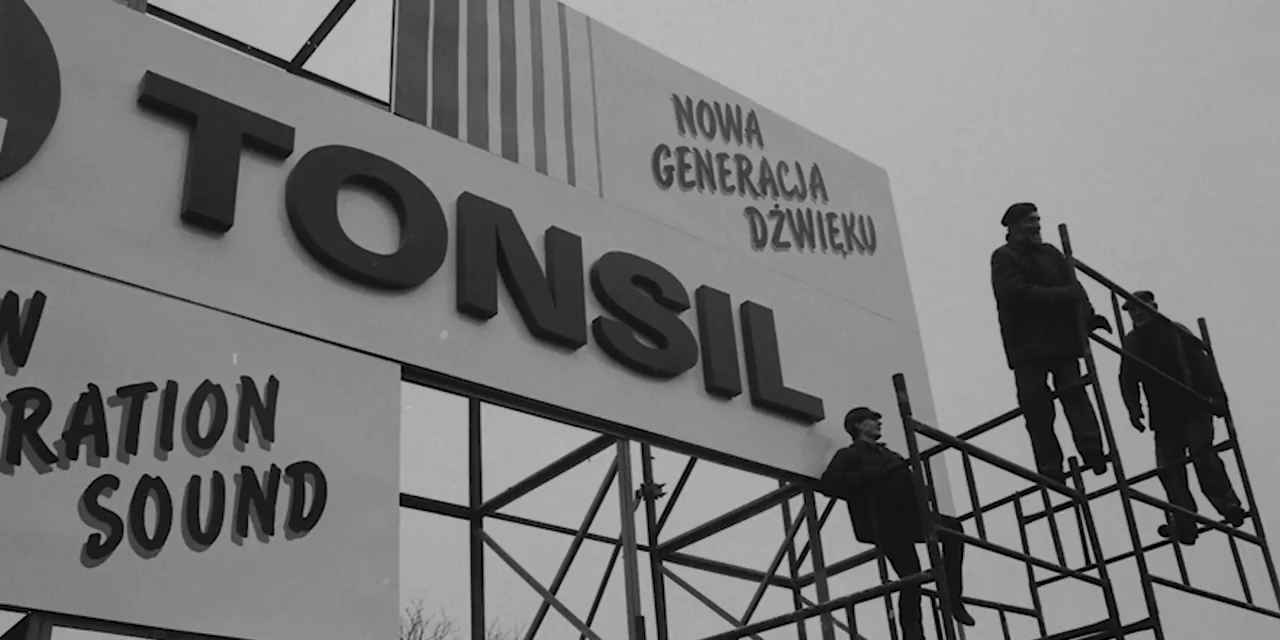 NOWA
GENERACJA
DŹWIĘKU
TONSIL
RATION
SOUND